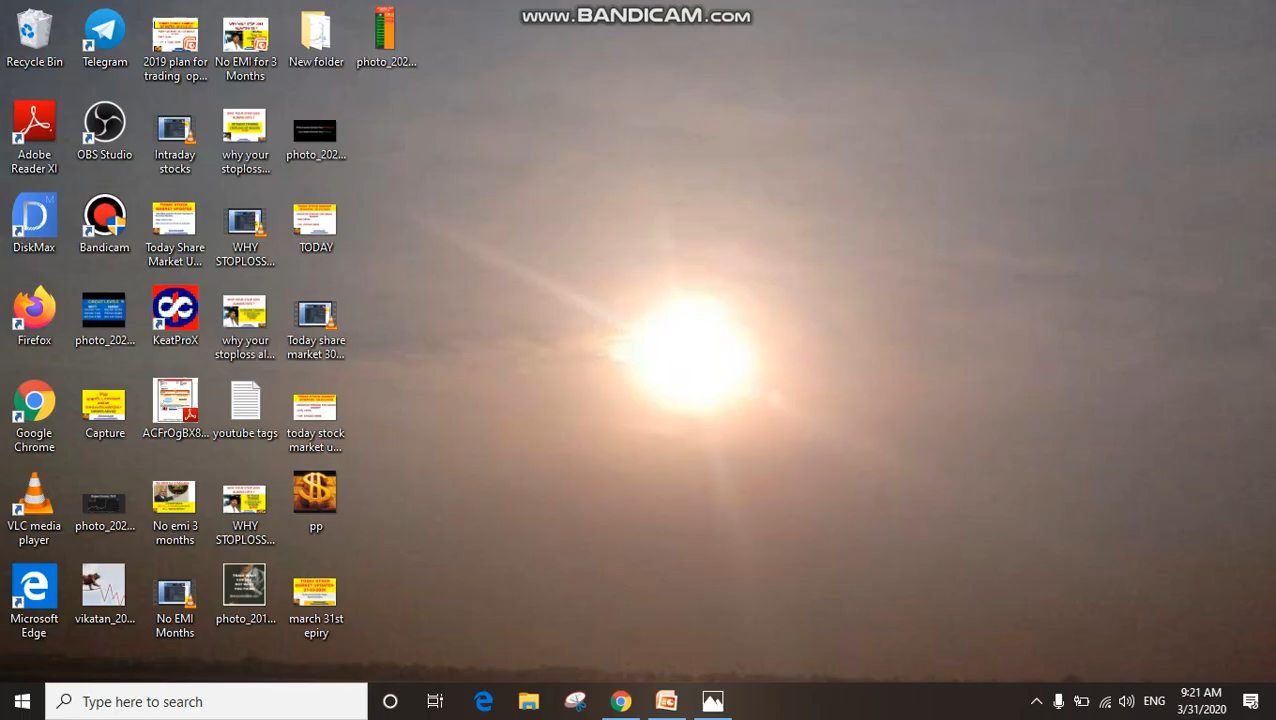 www.BANDICAM.com
Recycle Bin
Telegram
2019 plan for
trading op...
No EMI for 3
Months
New folder
photo_202...
Adobe
Reader XI
OBS Studio
Intraday
stocks
why your
stoploss...
photo_202...
DiskMax
Bandicam
Today Share
Market U...
WHY
STOPLOSS...
TODAY
Firefox
photo_202...
KeatProX
why your
stoploss al...
Today share
market 30...
Google
Chrome
Capture
ACFrOgBX8...
youtube tags
today stock
market u...
VLC media
player
photo_202...
No emi 3
months
WHY
STOPLOSS...
pp
Microsoft
Edge
vikatan_20...
No EMI
Months
photo_201...
march 31st
epiry
Type here to search
ENG
9:21 AM
3/31/2020